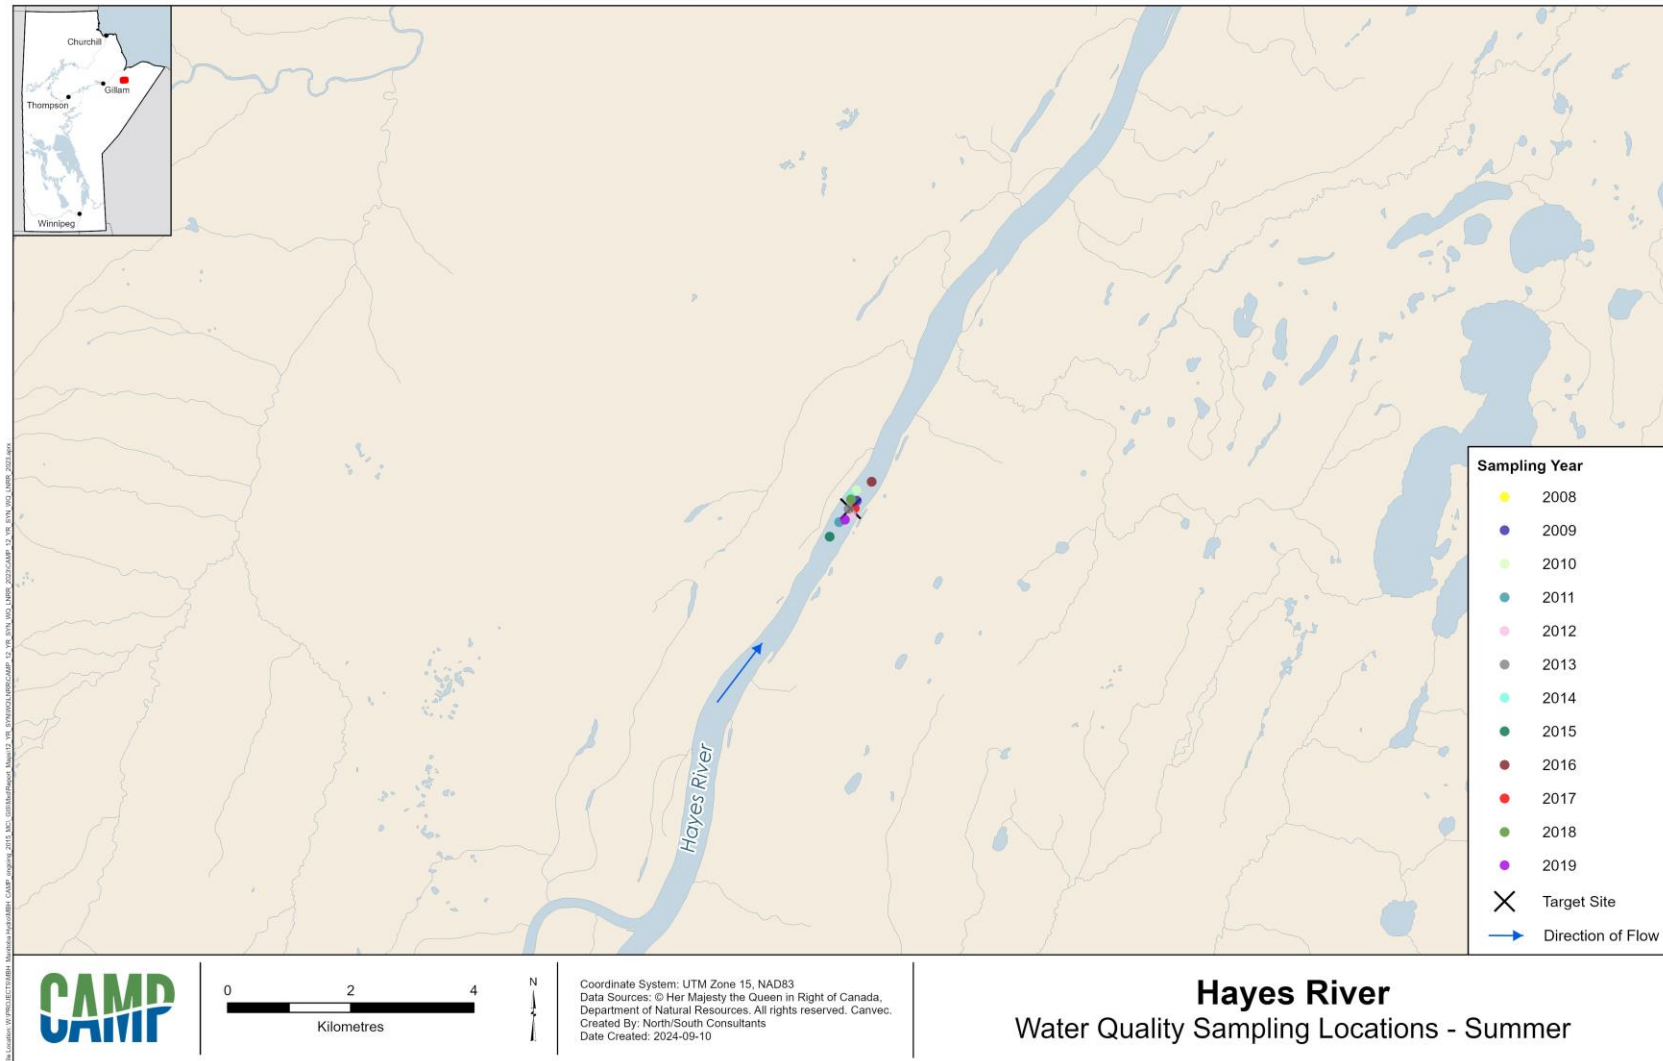 Churchill
Gillam
Thompson
Winnipeg
Hayes River
Sampling Year
2008
2009
2010
2011
2012
2013
2014
2015
2016
2017
2018
2019
Target Site
Direction of Flow
CAMP
0 2 4
Kilometres
N
Coordinate System: UTM Zone 15, NAD83
Data Sources: © Her Majesty the Queen in Right of Canada,
Department of Natural Resources. All rights reserved. Canvec.
Created By: North/South Consultants
Date Created: 2024-09-10
Hayes River
Water Quality Sampling Locations - Summer